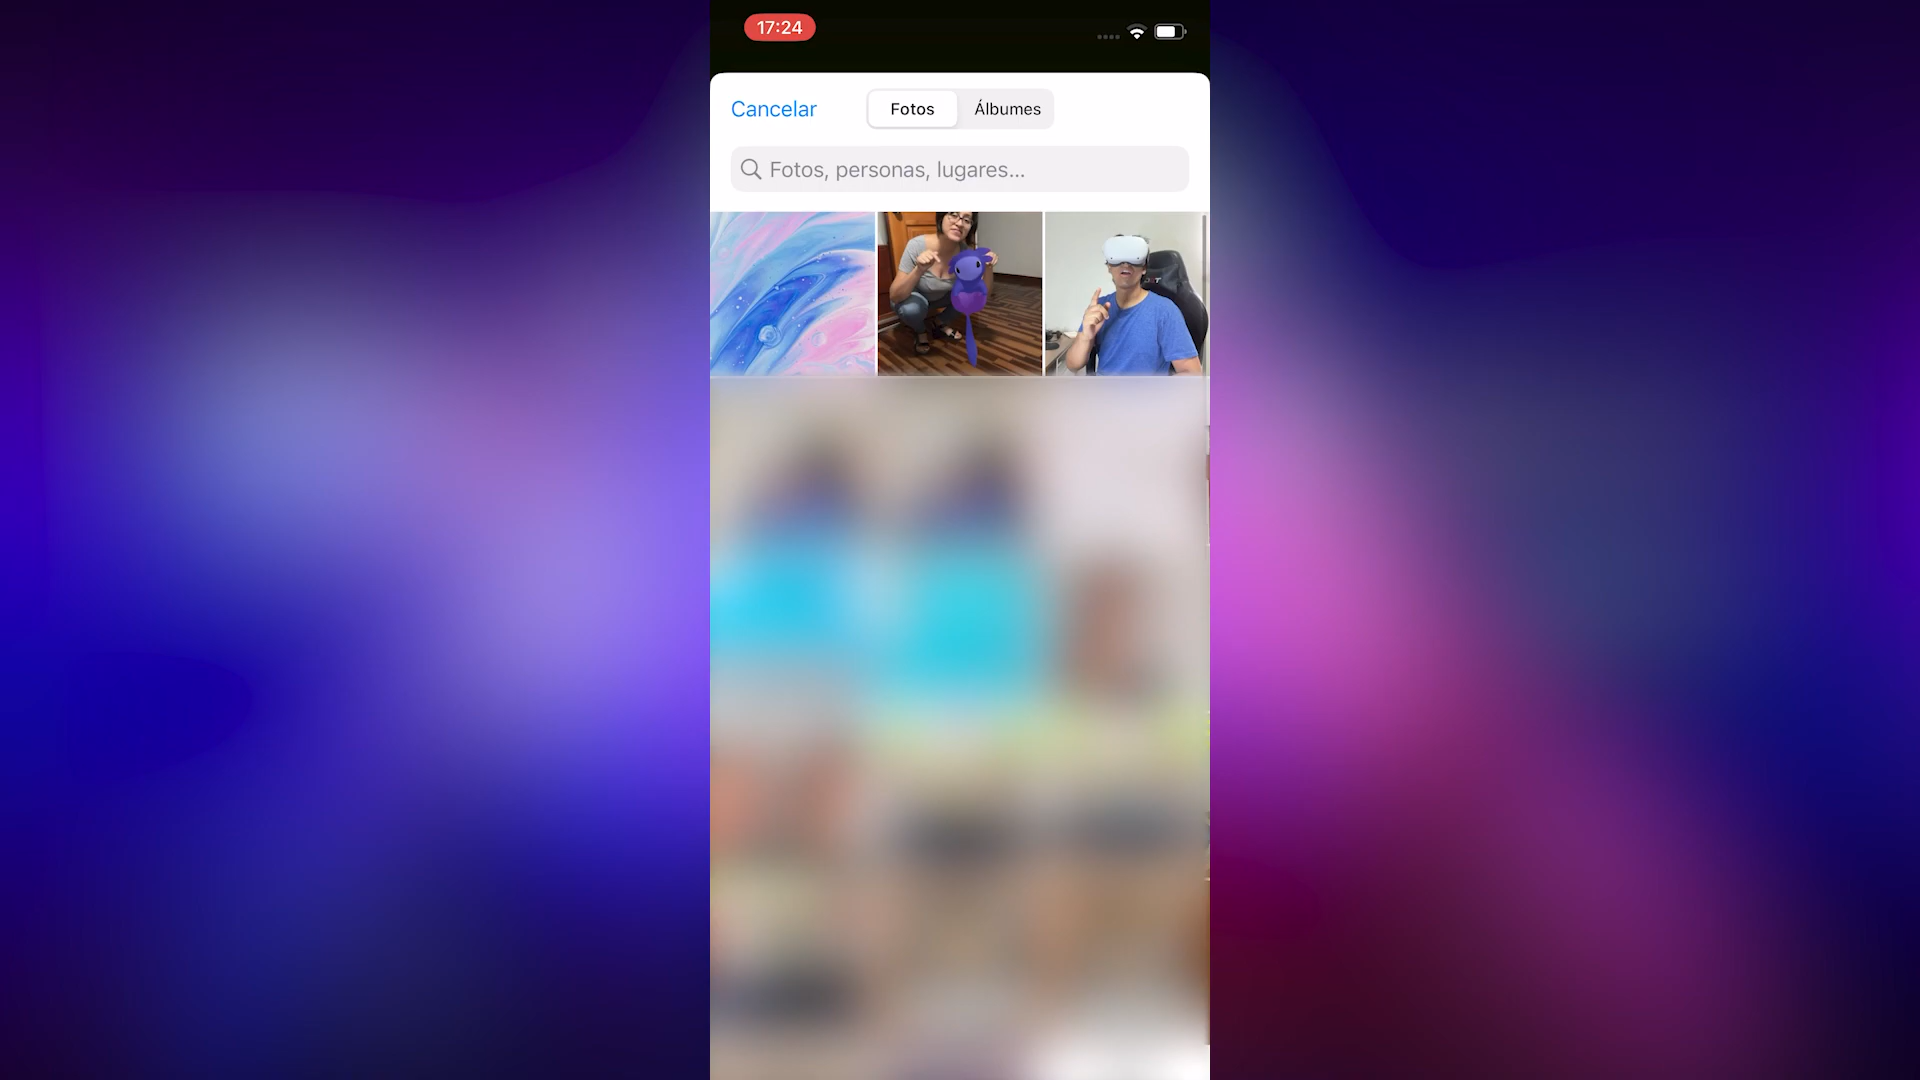 17:24
Cancelar
Fotos
Álbumes
Fotos, personas, lugares...